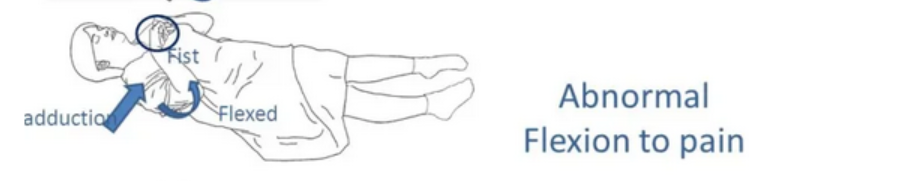 Fist
adduction
Flexed
Abnormal
Flexion to pain